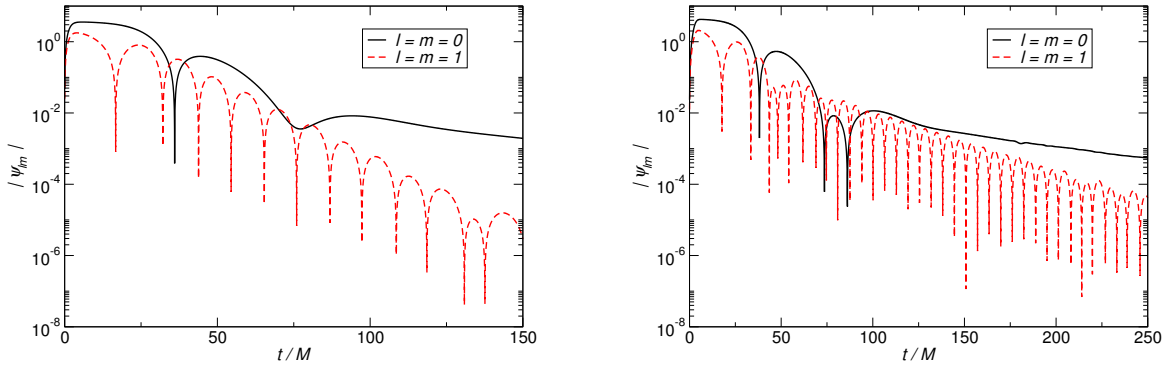 10^0
10^-2
10^-4
10^-6
10^-8
| ψ_lm |
l = m = 0
l = m = 1
0
50
100
150
t / M
10^0
10^-2
10^-4
10^-6
10^-8
| ψ_lm |
l = m = 0
l = m = 1
0
50
100
150
200
250
t / M